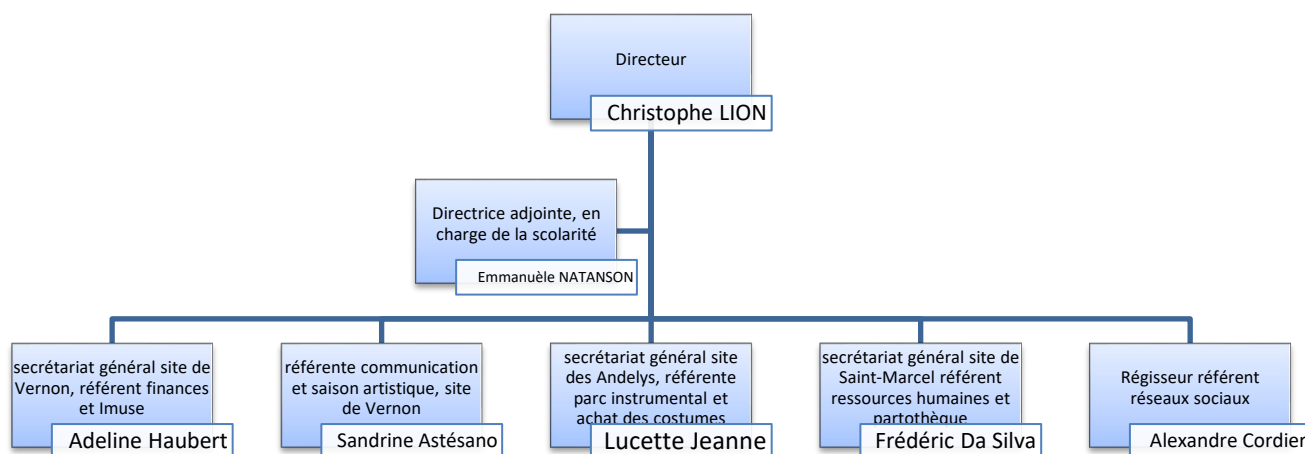 Directeur
Christophe LION
Directrice adjointe, en
charge de la scolarité
Emmanuèle NATANSON
secrétariat général site de
Vernon, référent finances
et Imuse
Adeline Haubert
référente communication
et saison artistique, site
de Vernon
Sandrine Astésano
secrétariat général site
des Andelys, référente
parc instrumental et
achat des costumes
Lucette Jeanne
secrétariat général site de
Saint-Marcel référent
ressources humaines et
partothèque
Frédéric Da Silva
Régisseur référent
réseaux sociaux
Alexandre Cordier